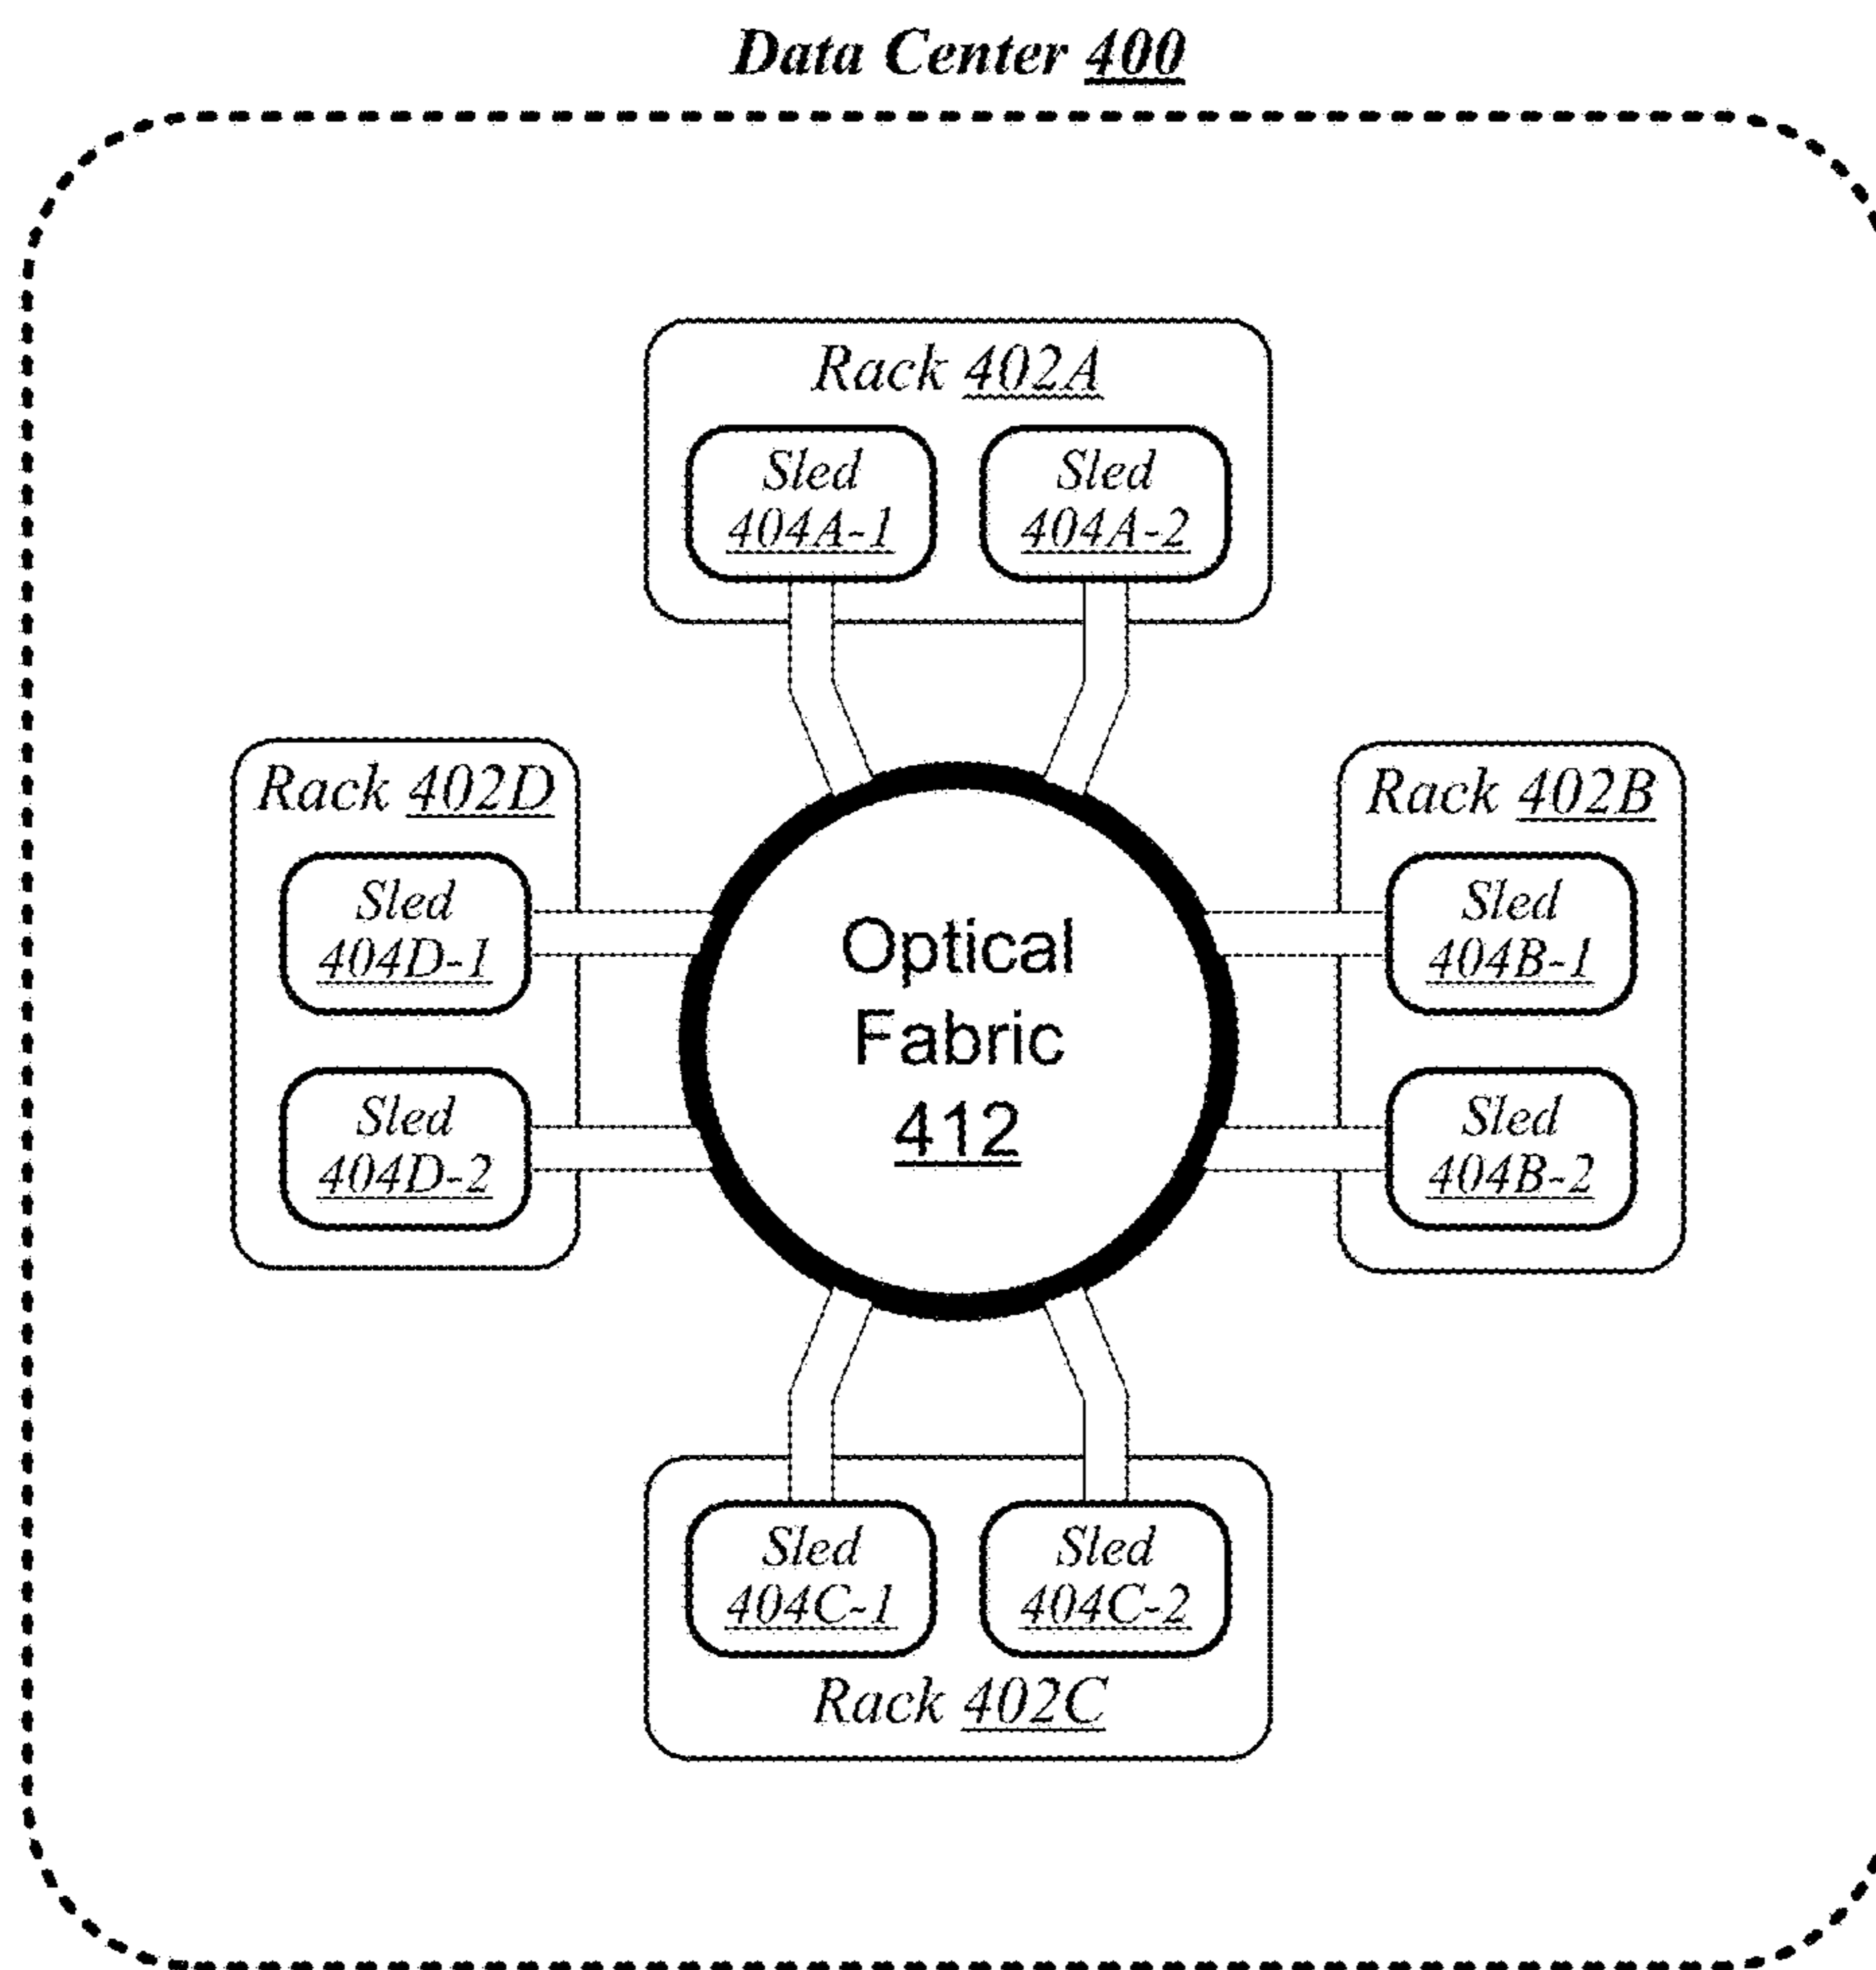 Data Center 400
Rack 402A
Sled
404A-1
Sled
404A-2
Rack 402D
Sled
404D-1
Sled
404D-2
Optical
Fabric
412
Rack 402B
Sled
404B-1
Sled
404B-2
Sled
404C-1
Sled
404C-2
Rack 402C